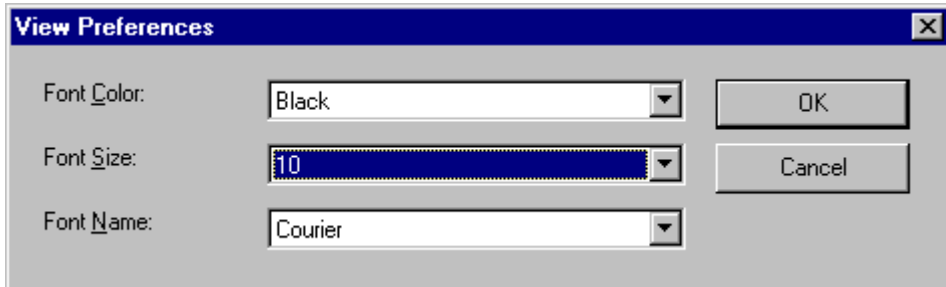 View Preferences
Font Color: Black OK
Font Size: 10 Cancel
Font Name: Courier